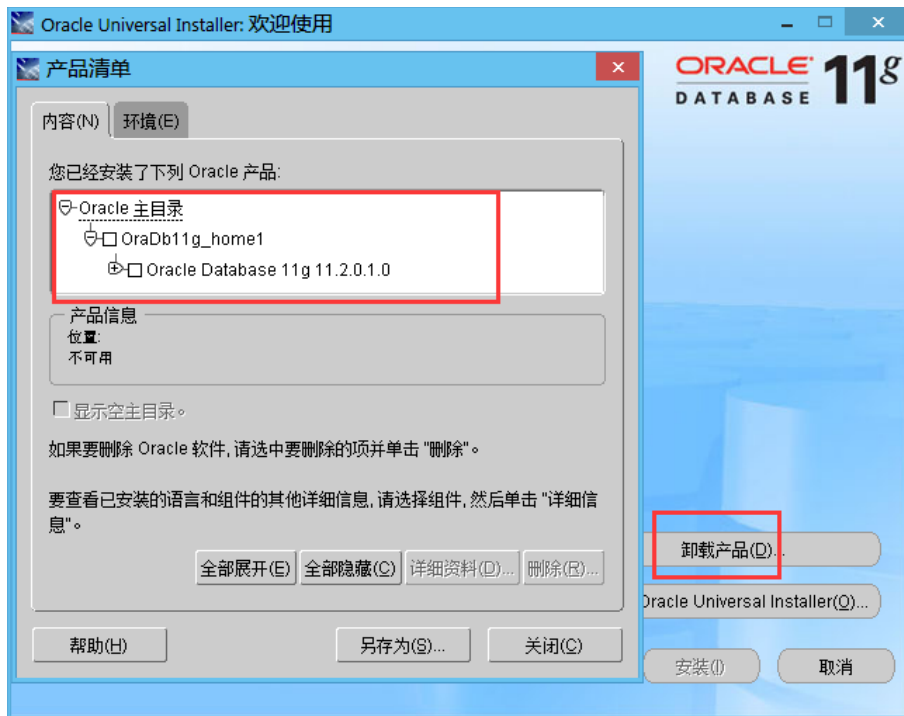 Oracle Universal Installer: 欢迎使用
产品清单
ORACLE 11g
DATABASE
内容(N) 环境(E)
您已经安装了下列 Oracle 产品:
Oracle 主目录
OraDb11g_home1
Oracle Database 11g 11.2.0.1.0
产品信息
位置:
不可用
显示空主目录。
如果要删除 Oracle 软件, 请选中要删除的项并单击 "删除"。
要查看已安装的语言和组件的其他详细信息, 请选择组件, 然后单击 "详细信
息"。
卸载产品(D)...
全部展开(E) 全部隐藏(C) 详细资料(D)... 删除(R)...
Oracle Universal Installer(O)...
帮助(H) 另存为(S)... 关闭(C)
安装(I) 取消